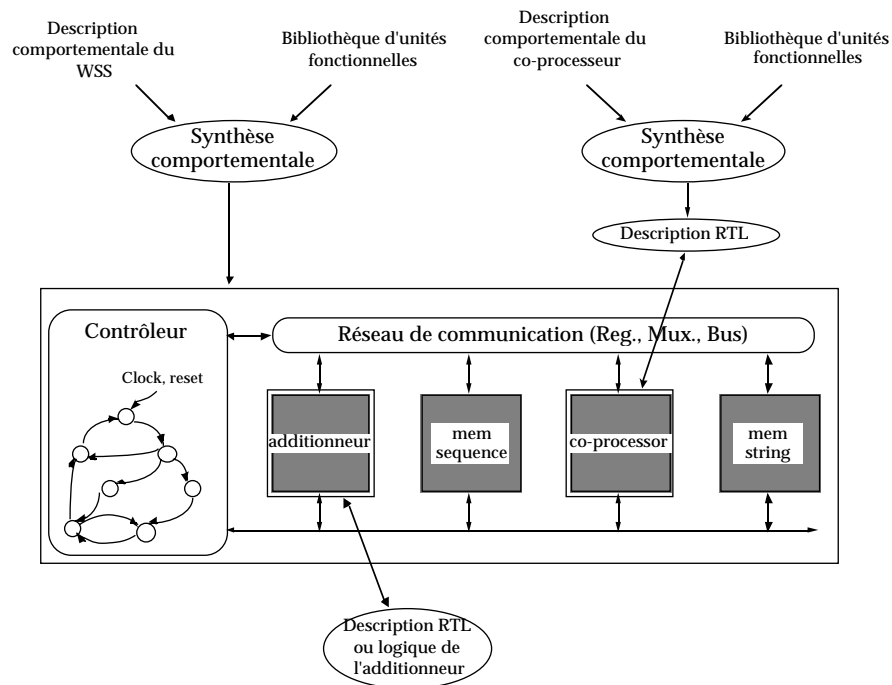 Description
comportementale du
WSS
Bibliothèque d'unités
fonctionnelles
Description
comportementale du
co-processeur
Bibliothèque d'unités
fonctionnelles
Synthèse
comportementale
Synthèse
comportementale
Description RTL
Contrôleur
Réseau de communication (Reg., Mux., Bus)
Clock, reset
additionneur
mem
sequence
co-processor
mem
string
Description RTL
ou logique de
l'additionneur